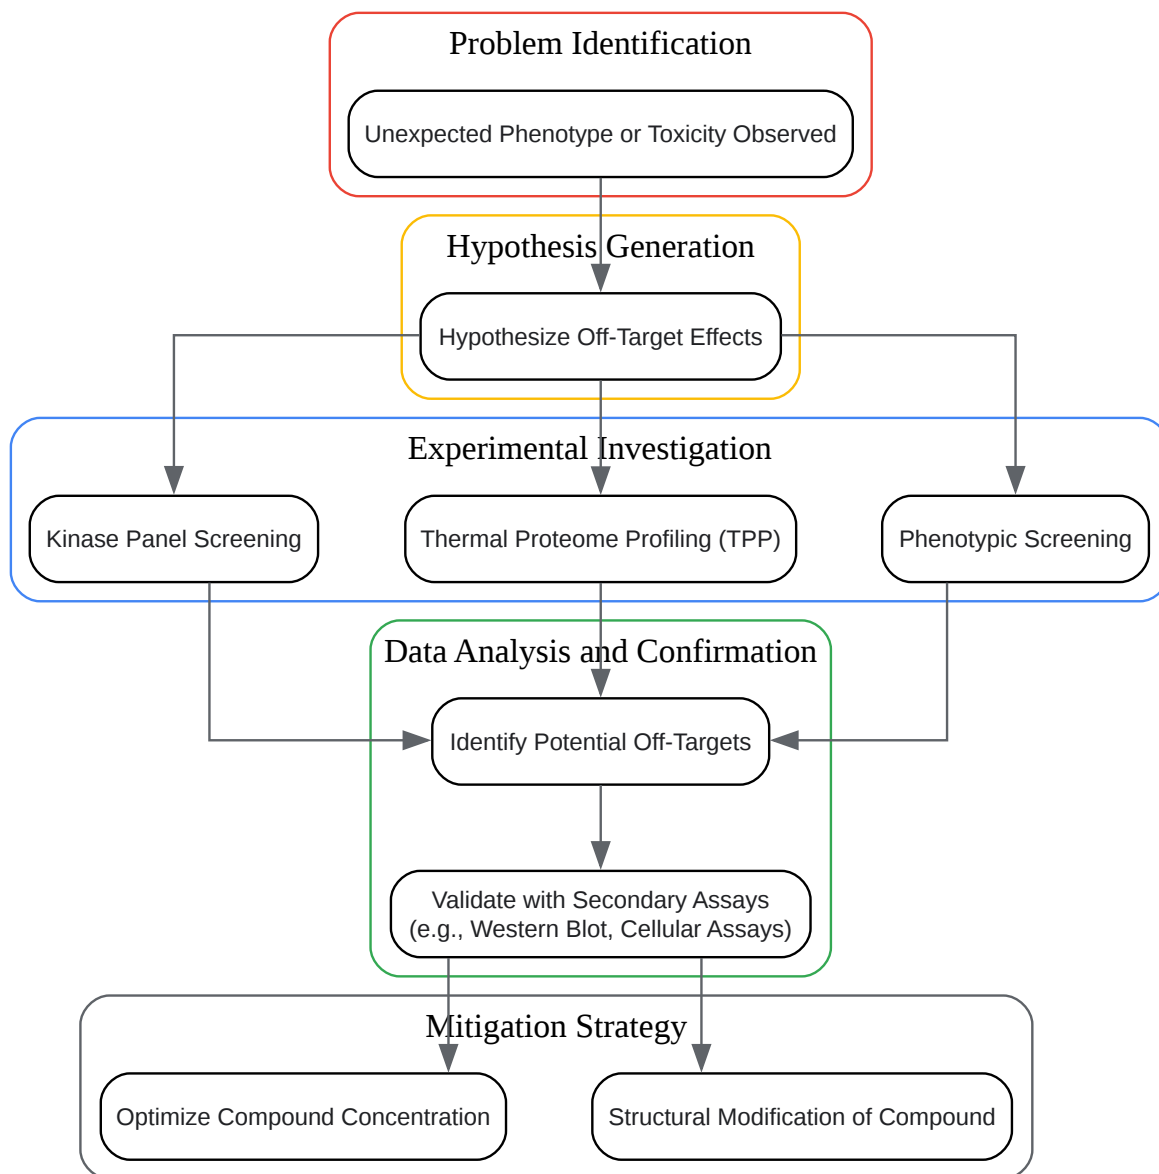 Problem Identification
Unexpected Phenotype or Toxicity Observed
Hypothesis Generation
Hypothesize Off-Target Effects
Experimental Investigation
Kinase Panel Screening
Thermal Proteome Profiling (TPP)
Phenotypic Screening
Data Analysis and Confirmation
Identify Potential Off-Targets
Validate with Secondary Assays
(e.g., Western Blot, Cellular Assays)
Mitigation Strategy
Optimize Compound Concentration
Structural Modification of Compound